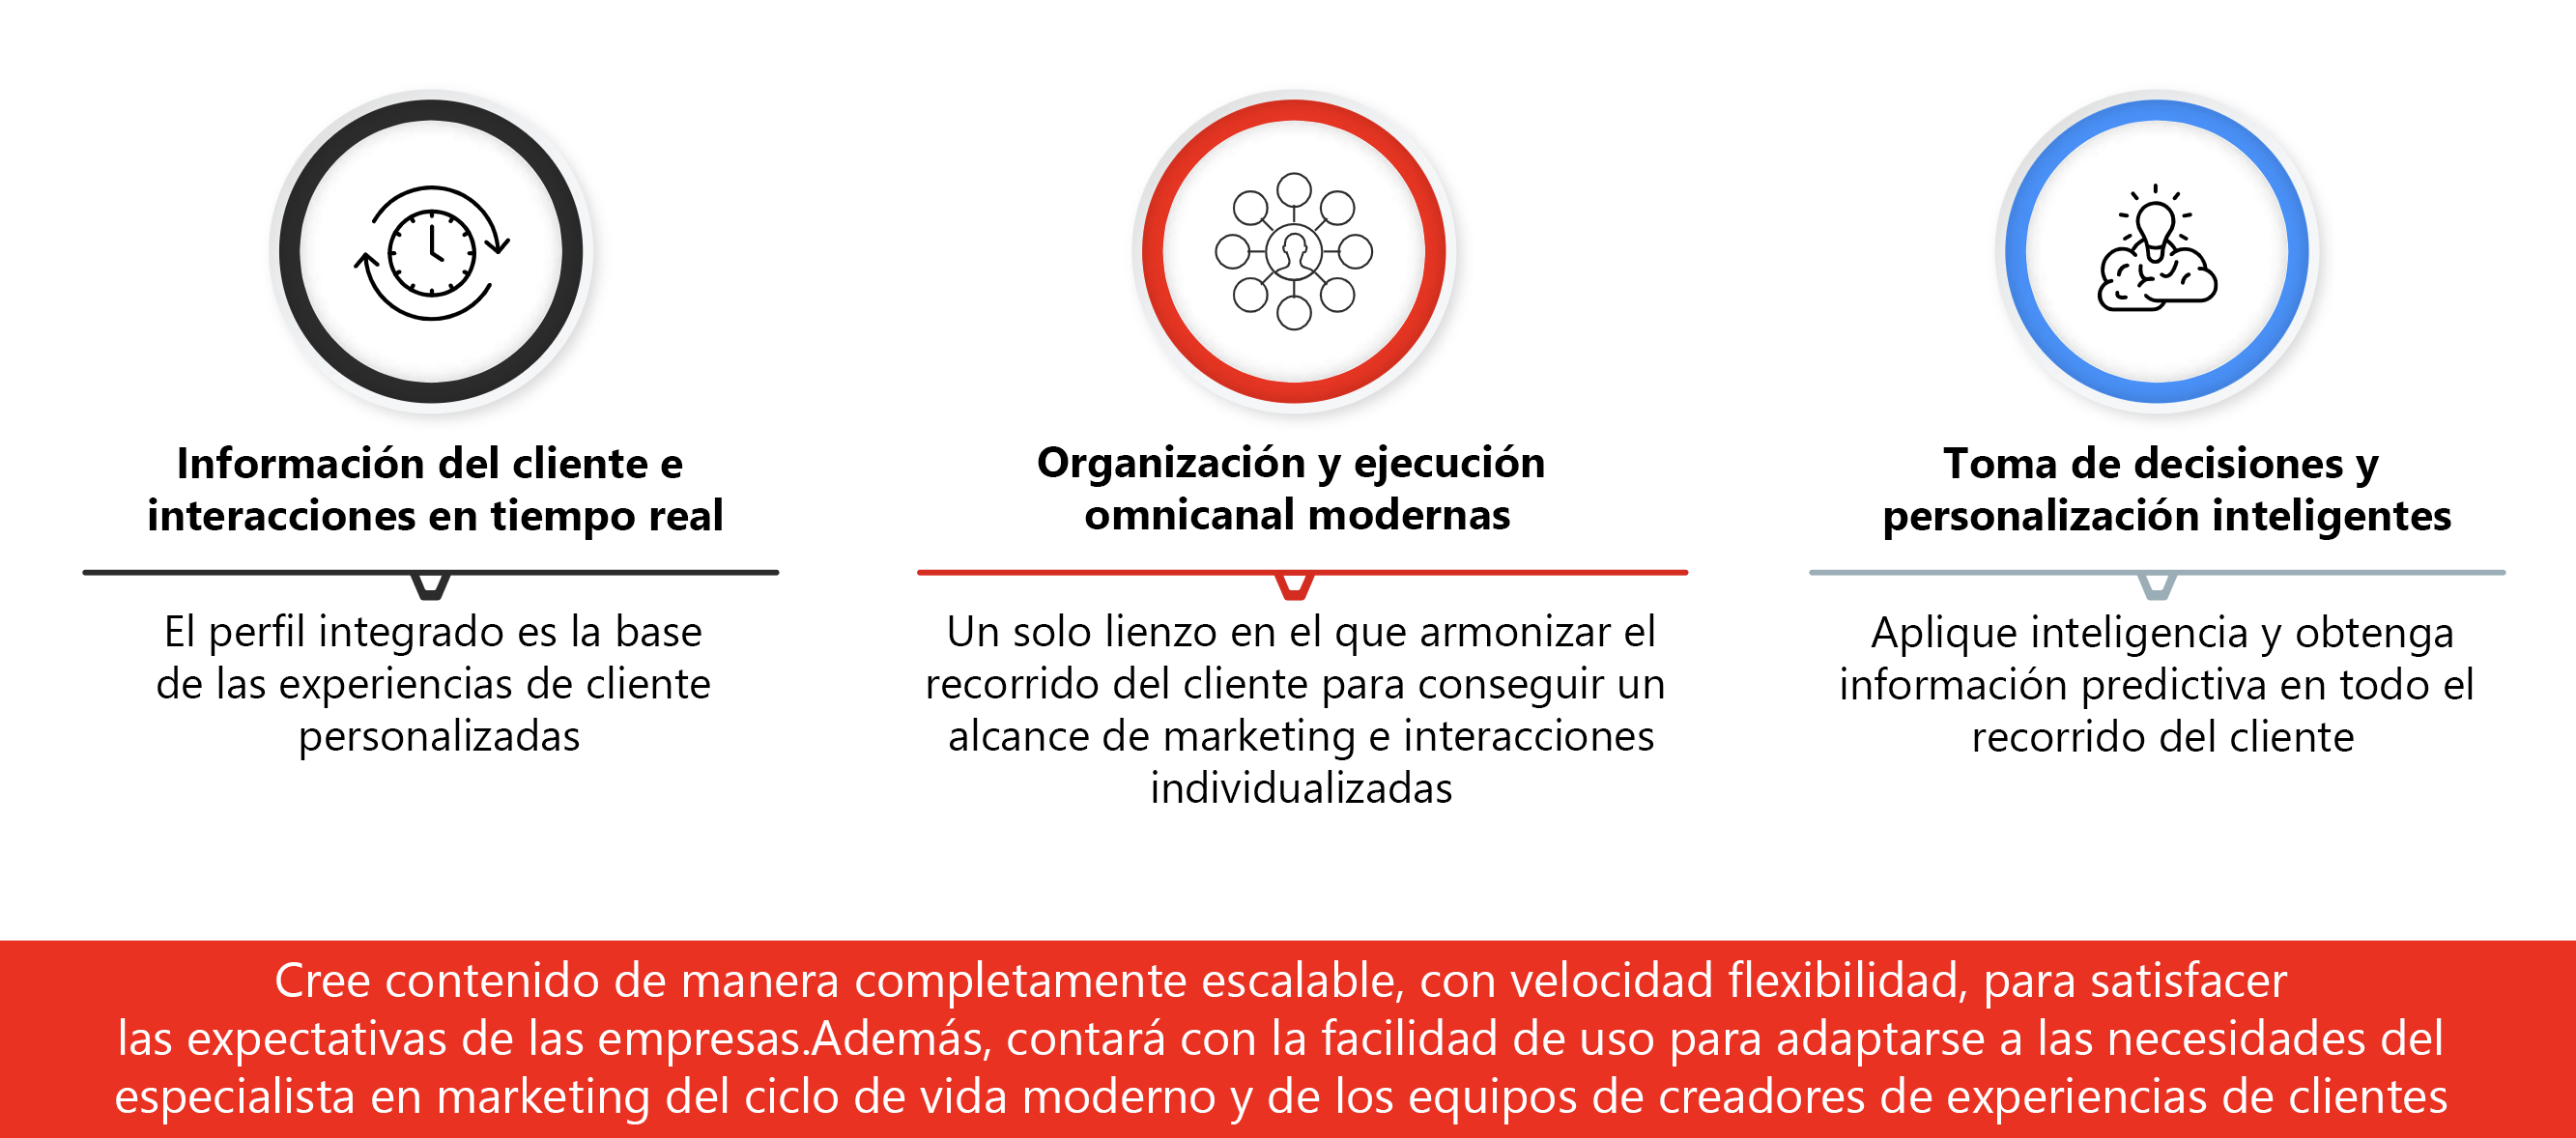 Información del cliente e
interacciones en tiempo real
El perfil integrado es la base
de las experiencias de cliente
personalizadas
Organización y ejecución
omnicanal modernas
Un solo lienzo en el que armonizar el
recorrido del cliente para conseguir un
alcance de marketing e interacciones
individualizadas
Toma de decisiones y
personalización inteligentes
Aplique inteligencia y obtenga
información predictiva en todo el
recorrido del cliente
Cree contenido de manera completamente escalable, con velocidad flexibilidad, para satisfacer
las expectativas de las empresas.Además, contará con la facilidad de uso para adaptarse a las necesidades del
especialista en marketing del ciclo de vida moderno y de los equipos de creadores de experiencias de clientes